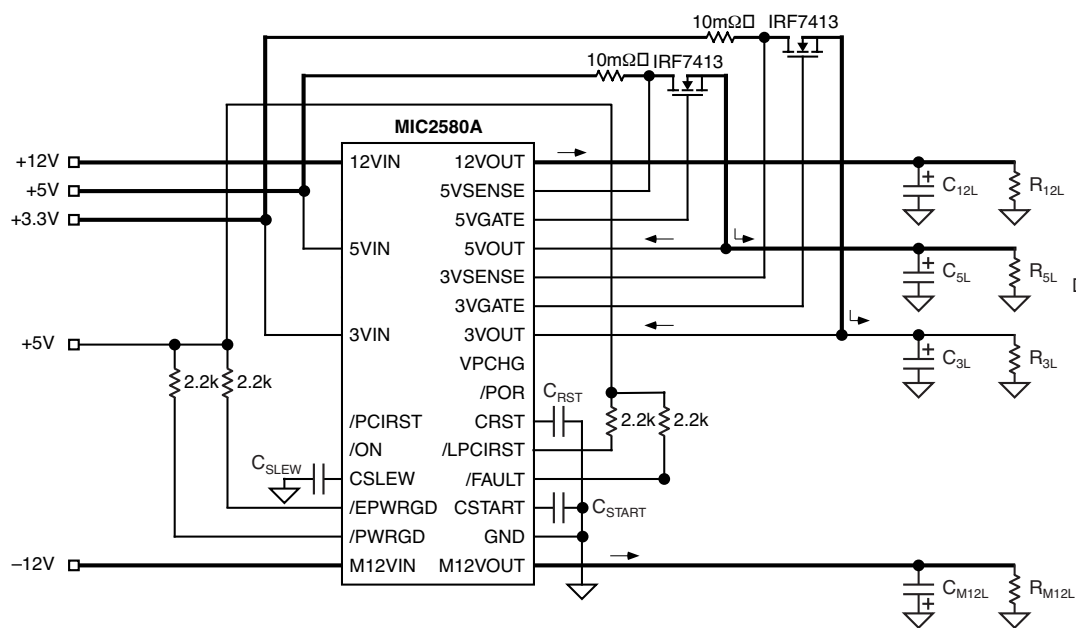 10mΩ□ IRF7413
10mΩ□ IRF7413
MIC2580A
+12V
12VIN
12VOUT
C12L
R12L
+5V
5VSENSE
+3.3V
5VGATE
5VIN
5VOUT
C5L
R5L
3VSENSE
3VGATE
+5V
3VIN
3VOUT
C3L
R3L
VPCHG
2.2k
2.2k
/POR
CRST
/PCIRST
CRST
2.2k
2.2k
/ON
/LPCIRST
CSLEW
CSLEW
/FAULT
/EPWRGD
CSTART
CSTART
/PWRGD
GND
–12V
M12VIN
M12VOUT
CM12L
RM12L